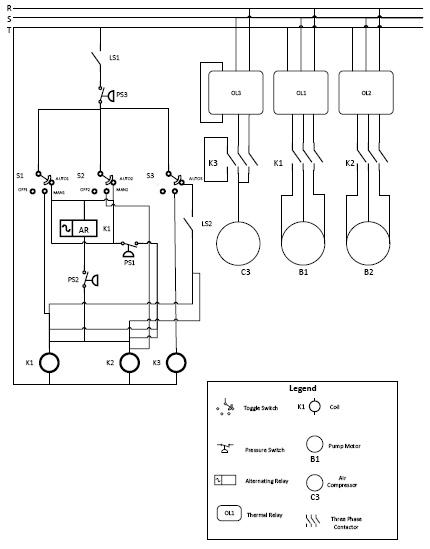 R
S
T
LS1
PS3
OL3
OL1
OL2
K3
K1
K2
S1
AUTO1
S2
AUTO2
S3
AUTO3
OFF1
MAN1
OFF2
MAN2
LS2
AR
K1
PS1
PS2
C3
B1
B2
K1
K2
K3
Legend
Toggle Switch
K1
Coil
Pressure Switch
Pump Motor
B1
Alternating Relay
Air
Compressor
C3
OL1
Thermal Relay
Three Phase
Contactor